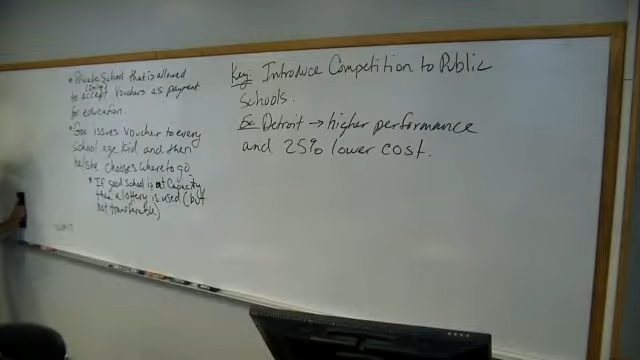 * Private School that is allowed
(only)
to accept Vouchers as payment
for education.
* Gov issues Voucher to every
School age kid and then
he/she chooses where to go.
* If good school is at Capacity
then a lottery is used (but
not transferable)
Key: Introduce Competition to Public
Schools.
Ex: Detroit → higher performance
and 25% lower cost.